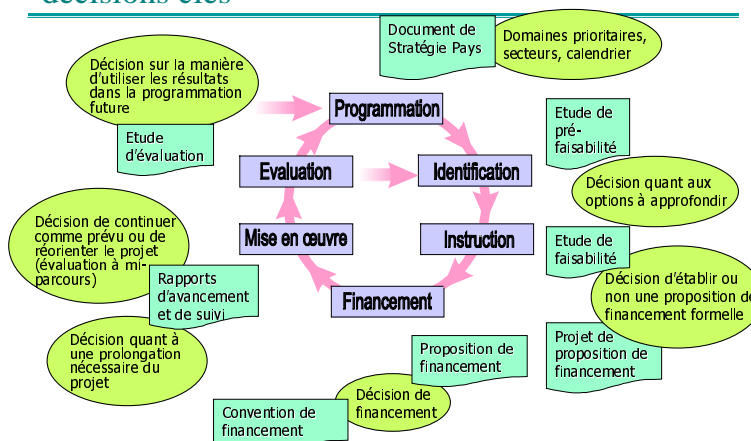 décisions clés
Document de
Stratégie Pays
Domaines prioritaires,
secteurs, calendrier
Décision sur la manière
d'utiliser les résultats
dans la programmation
future
Etude
d'évaluation
Programmation
Etude de
pré-
faisabilité
Evaluation
Identification
Décision quant aux
options à approfondir
Décision de continuer
comme prévu ou de
réorienter le projet
(évaluation à mi-
parcours)
Mise en œuvre
Instruction
Etude de
faisabilité
Rapports
d'avancement
et de suivi
Financement
Décision d'établir ou
non une proposition de
financement formelle
Décision quant à
une prolongation
nécessaire du
projet
Proposition de
financement
Projet de
proposition de
financement
Décision de
financement
Convention de
financement